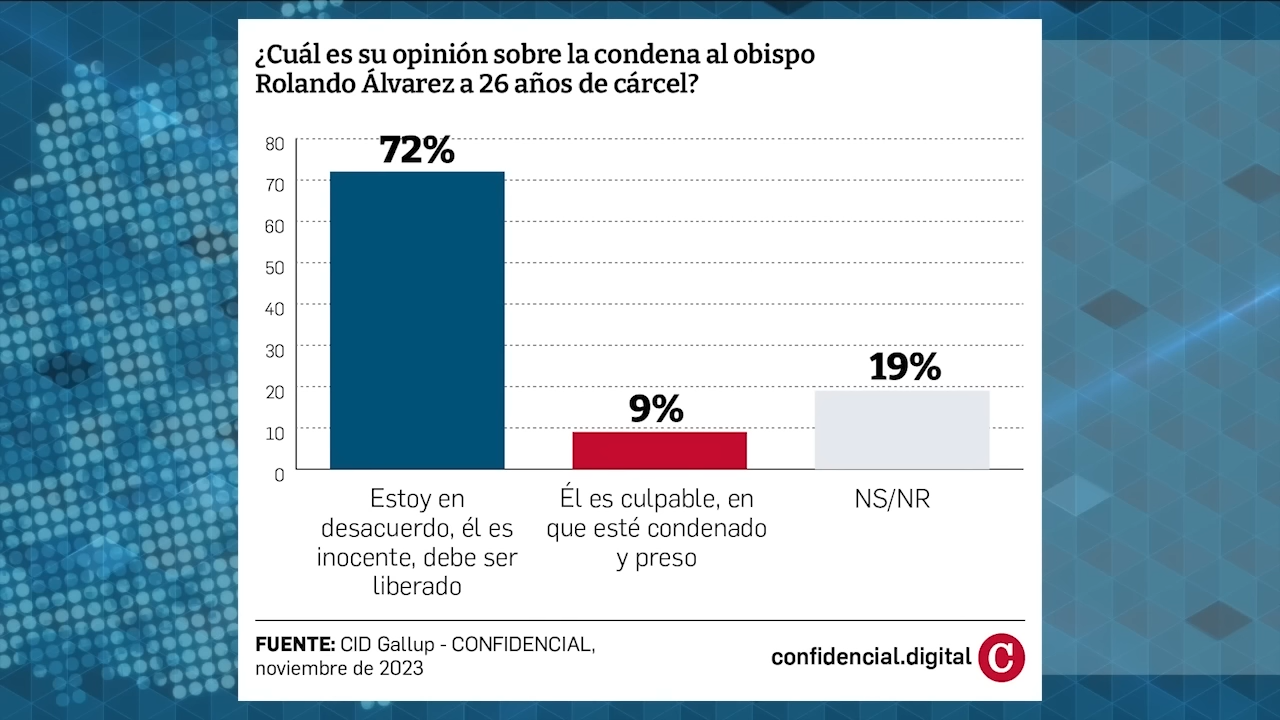 ¿Cuál es su opinión sobre la condena al obispo
Rolando Álvarez a 26 años de cárcel?
80
70
60
50
40
30
20
10
0
72%
9%
19%
Estoy en
desacuerdo, él es
inocente, debe ser
liberado
Él es culpable, en
que esté condenado
y preso
NS/NR
FUENTE: CID Gallup - CONFIDENCIAL,
noviembre de 2023
confidencial.digital
C